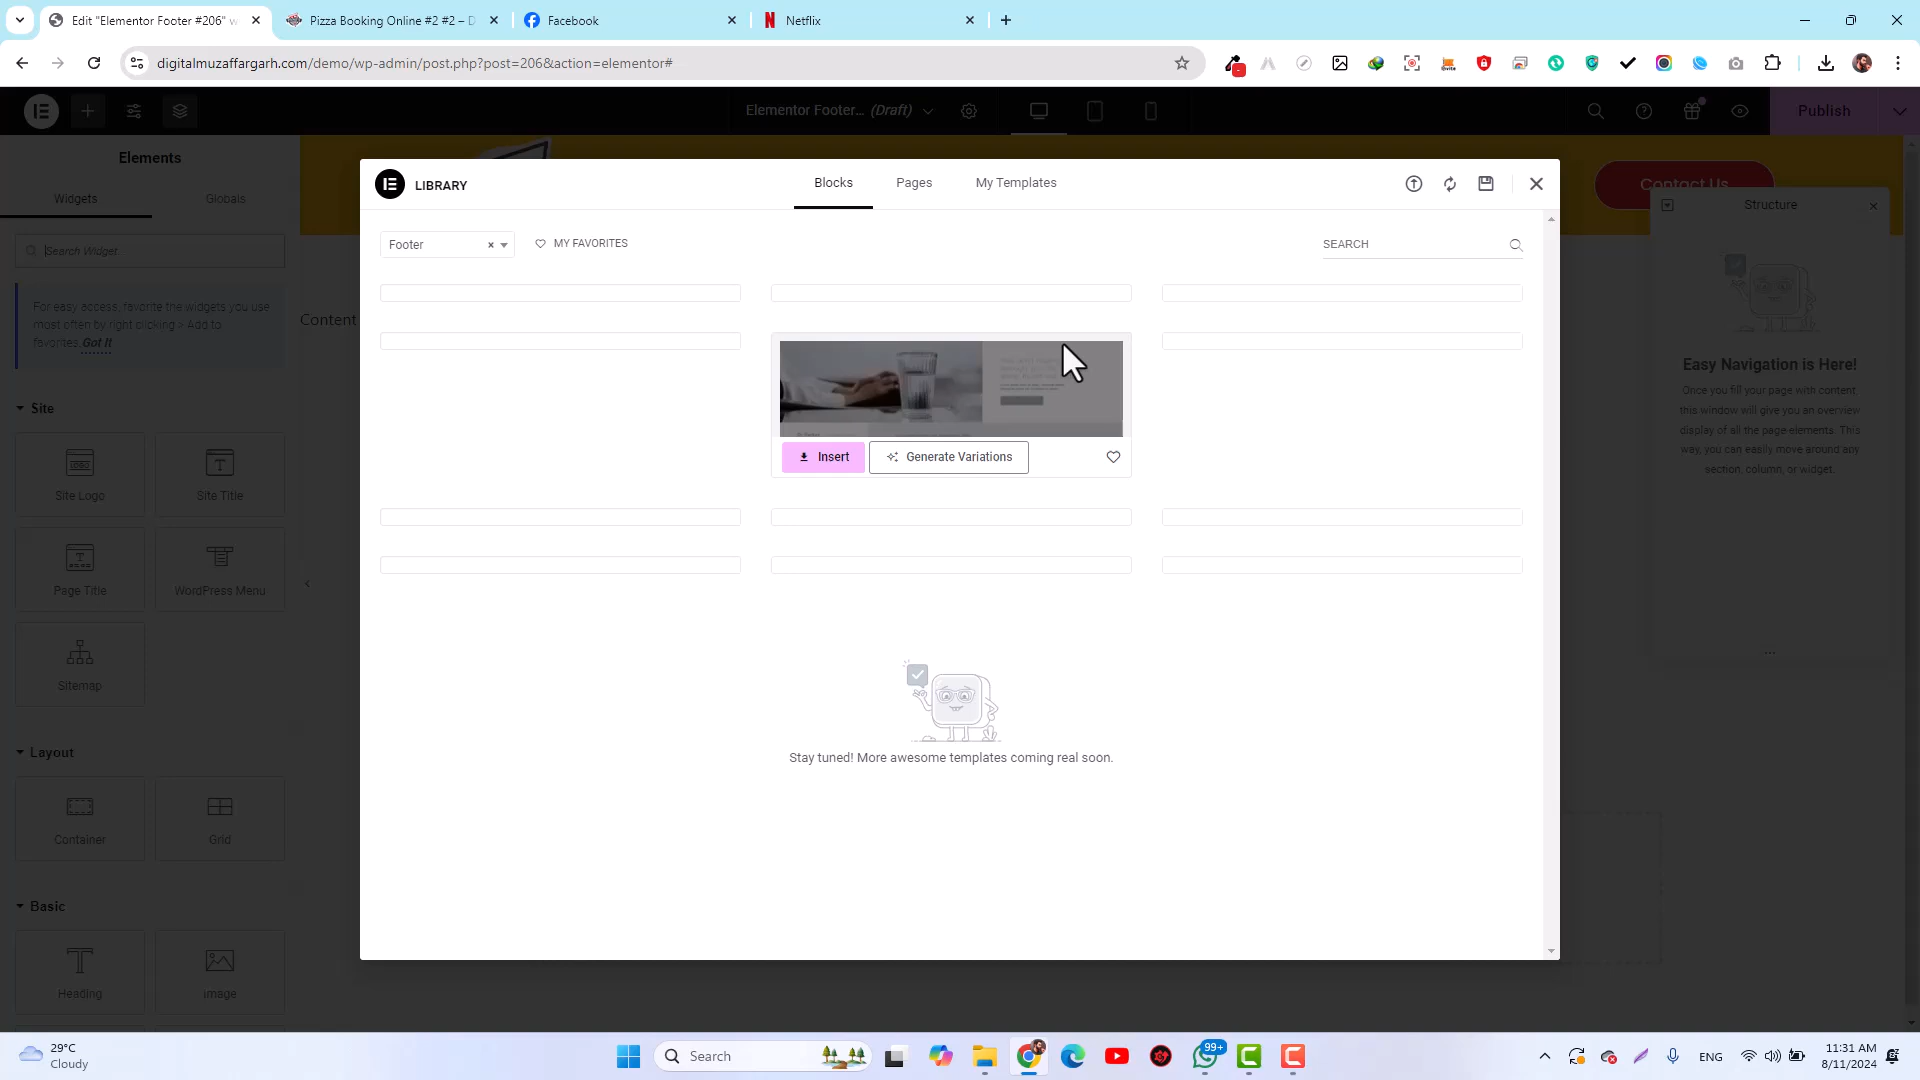 Edit "Elementor Footer #206" w
Pizza Booking Online #2 #2 – D
Facebook
Netflix
digitalmuzaffargarh.com/demo/wp-admin/post.php?post=206&action=elementor#
Elementor Footer... (Draft)
Publish
Elements
Widgets
Globals
Search Widget
For easy access, favorite the widgets you use
most often by right clicking > Add to
favorites. Got It
Site
Site Logo
Site Title
Page Title
WordPress Menu
Sitemap
Layout
Container
Grid
Basic
Heading
Image
Content
LIBRARY
Blocks
Pages
My Templates
Footer
MY FAVORITES
SEARCH
Insert
Generate Variations
Stay tuned! More awesome templates coming real soon.
Contact Us
Structure
Easy Navigation is Here!
Once you fill your page with content,
this window will give you an overview
display of all the page elements. This
way, you can easily move around any
section, column, or widget.
29°C
Cloudy
Search
99+
ENG
11:31 AM
8/11/2024